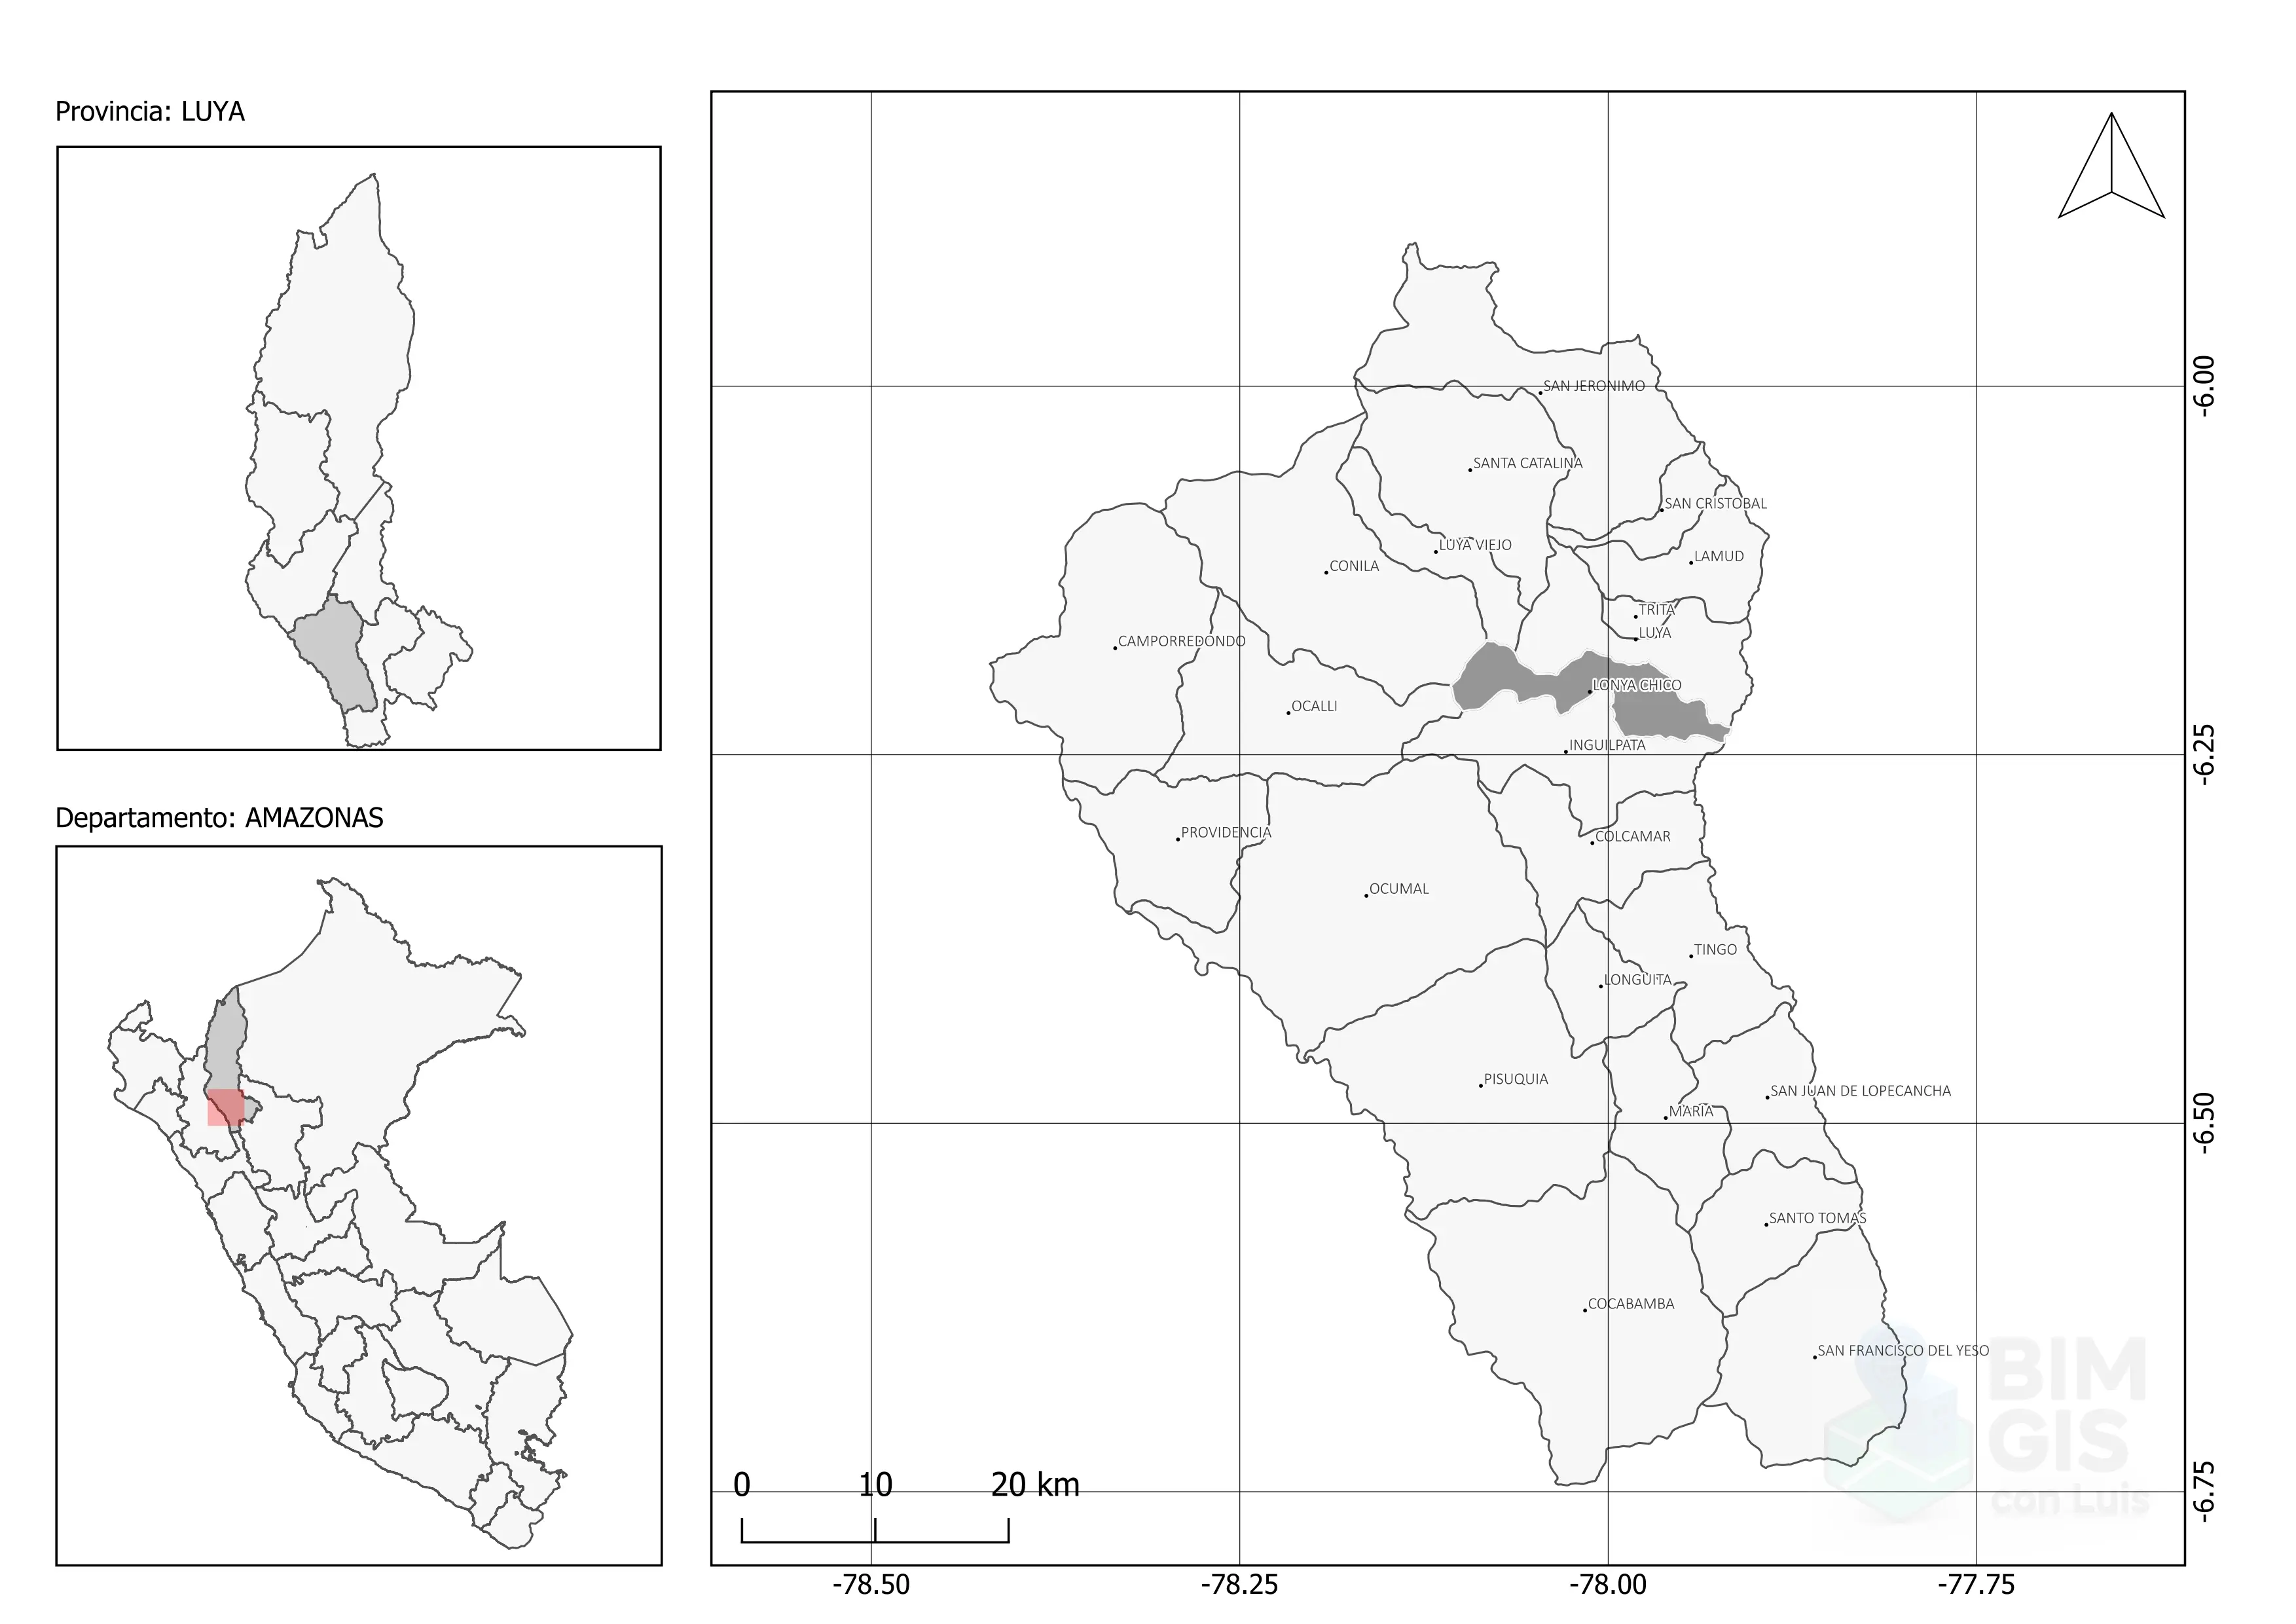 Provincia: LUYA
Departamento: AMAZONAS
SAN JERONIMO
SANTA CATALINA
SAN CRISTOBAL
LUYA VIEJO
LAMUD
CONILA
TRITA
LUYA
CAMPORREDONDO
LONYA CHICO
OCALLI
INGUILPATA
PROVIDENCIA
COLCAMAR
OCUMAL
TINGO
LONGUITA
PISUQUIA
SAN JUAN DE LOPECANCHA
MARIA
SANTO TOMAS
COCABAMBA
SAN FRANCISCO DEL YESO
BIM
GIS
con Luis
0 10 20 km
-6.00
-6.25
-6.50
-6.75
-78.50 -78.25 -78.00 -77.75